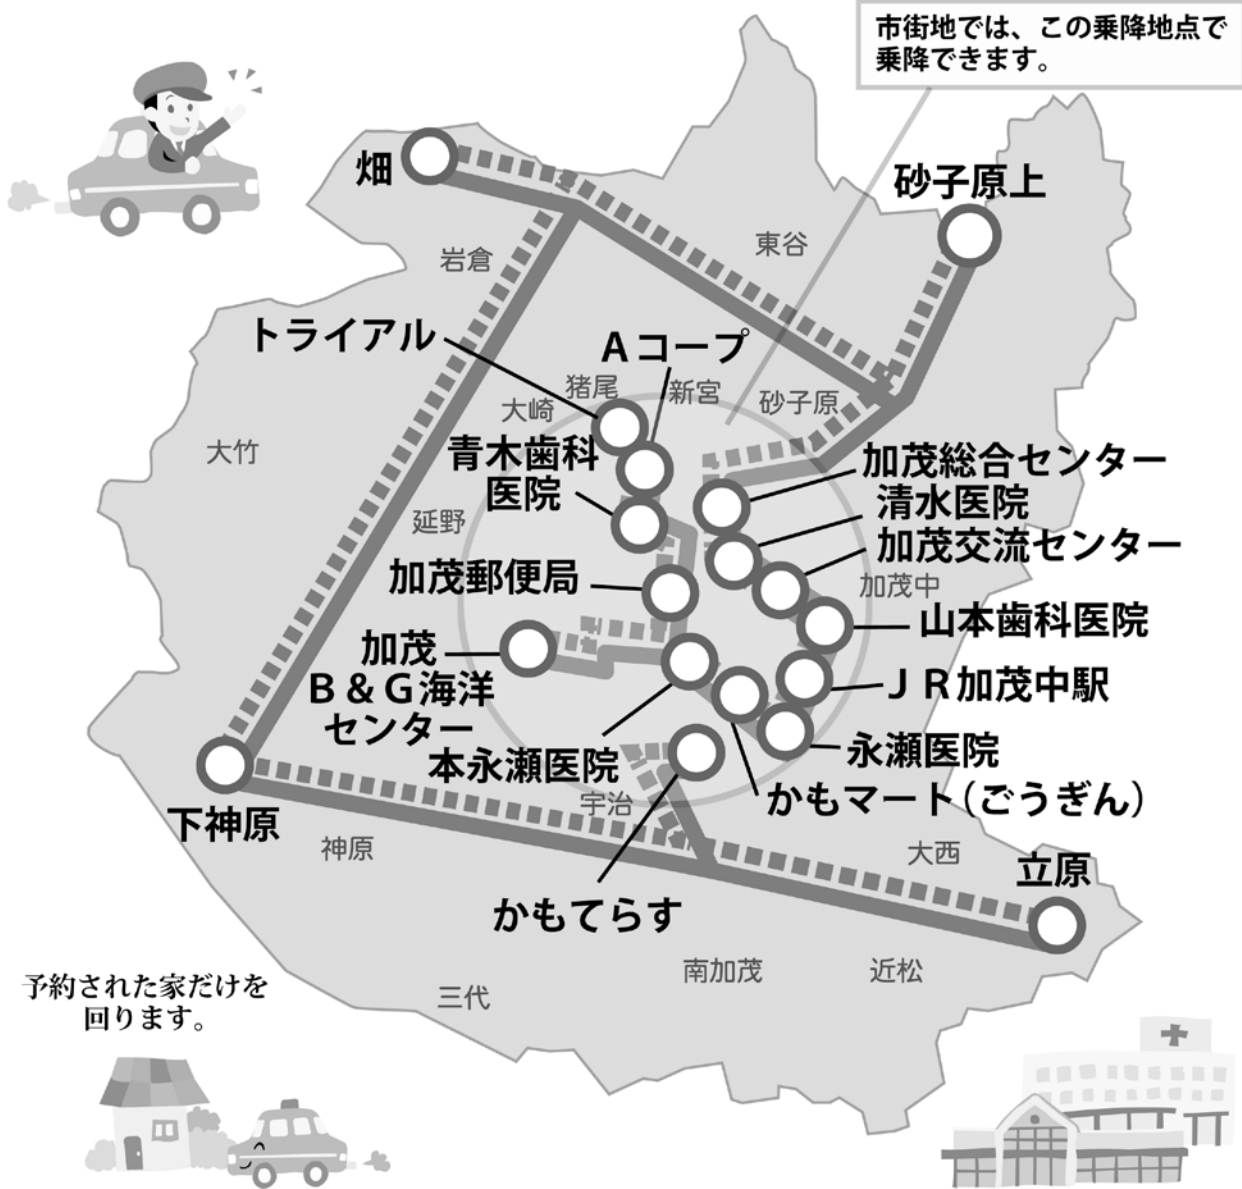 市街地では、この乗降地点で
乗降できます。
畑
砂子原上
東谷
岩倉
トライアル
Aコープ
猪尾
新宮
砂子原
大崎
大竹
青木歯科
医院
加茂総合センター
清水医院
延野
加茂交流センター
加茂郵便局
加茂中
山本歯科医院
加茂
B&G海洋
センター
JR加茂中駅
本永瀬医院
永瀬医院
かもマート(ごうぎん)
宇治
下神原
神原
大西
立原
かもてらす
南加茂
近松
三代
予約された家だけを
回ります。